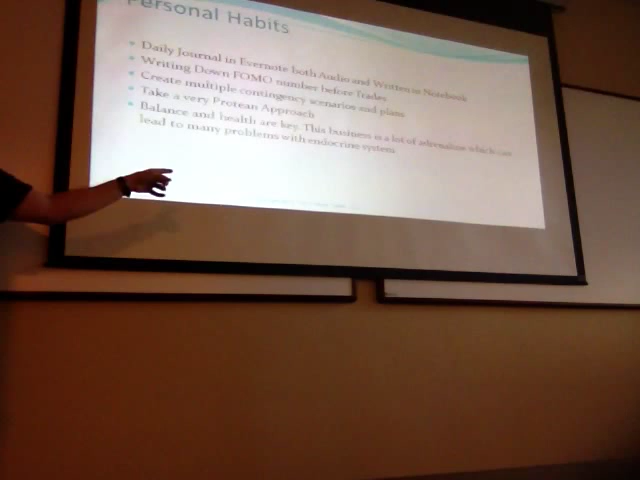 Personal Habits
Daily Journal in Evernote both Audio and Written in Notebook
Writing Down FOMO number before Trades
Create multiple contingency scenarios and plans
Take a very Protean Approach
Balance and health are key. This business is a lot of adrenaline which can
lead to many problems with endocrine system